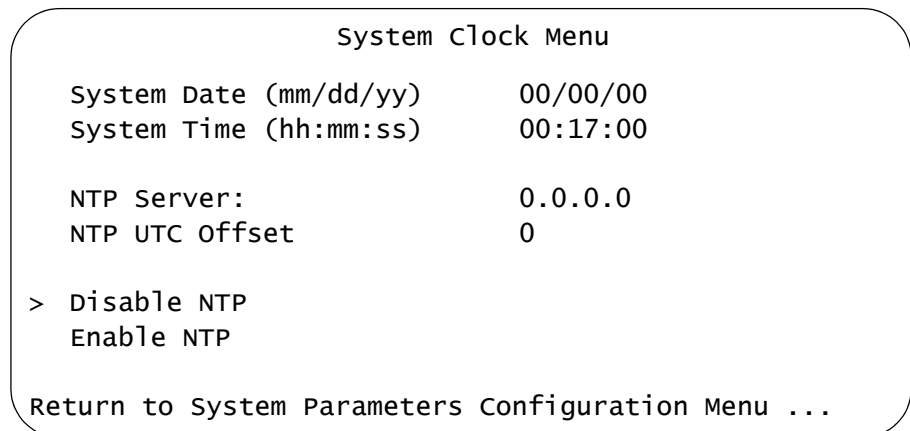 System Clock Menu
System Date (mm/dd/yy) 00/00/00
System Time (hh:mm:ss) 00:17:00
NTP Server: 0.0.0.0
NTP UTC Offset 0
> Disable NTP
Enable NTP
Return to System Parameters Configuration Menu ...